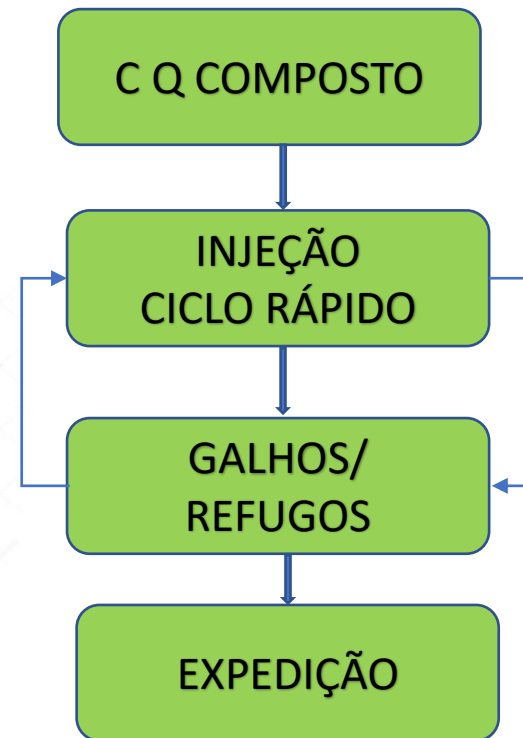 C Q COMPOSTO
INJEÇÃO
CICLO RÁPIDO
GALHOS/
REFUGOS
EXPEDIÇÃO